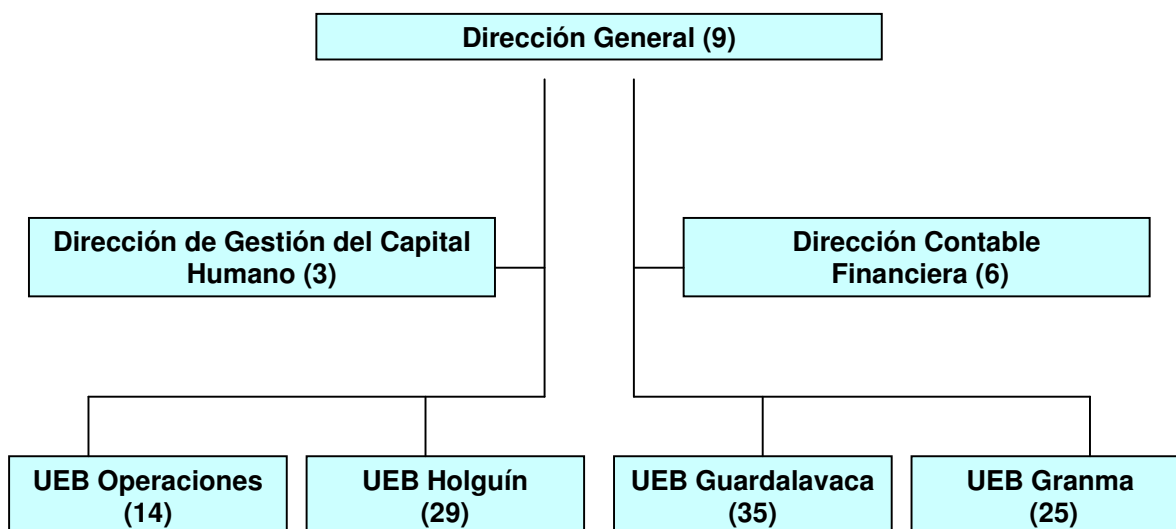 Dirección General (9)
Dirección de Gestión del Capital
Humano (3)
Dirección Contable
Financiera (6)
UEB Operaciones
(14)
UEB Holguín
(29)
UEB Guardalavaca
(35)
UEB Granma
(25)